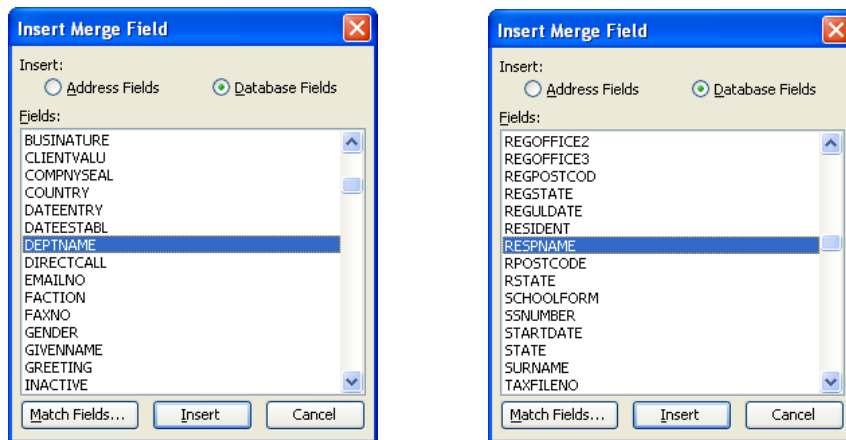 Insert Merge Field
Insert:
Address Fields Database Fields
Fields:
BUSINATURE
CLIENTVALU
COMPNYSEAL
COUNTRY
DATEENTRY
DATEESTABL
DEPTNAME
DIRECTCALL
EMAILNO
FACTION
FAXNO
GENDER
GIVENNAME
GREETING
INACTIVE
Match Fields... Insert Cancel
Insert Merge Field
Insert:
Address Fields Database Fields
Fields:
REGOFFICE2
REGOFFICE3
REGPOSTCOD
REGSTATE
REGULDATE
RESIDENT
RESPNAME
RPOSTCODE
RSTATE
SCHOOLFORM
SSNUMBER
STARTDATE
STATE
SURNAME
TAXFILENO
Match Fields... Insert Cancel